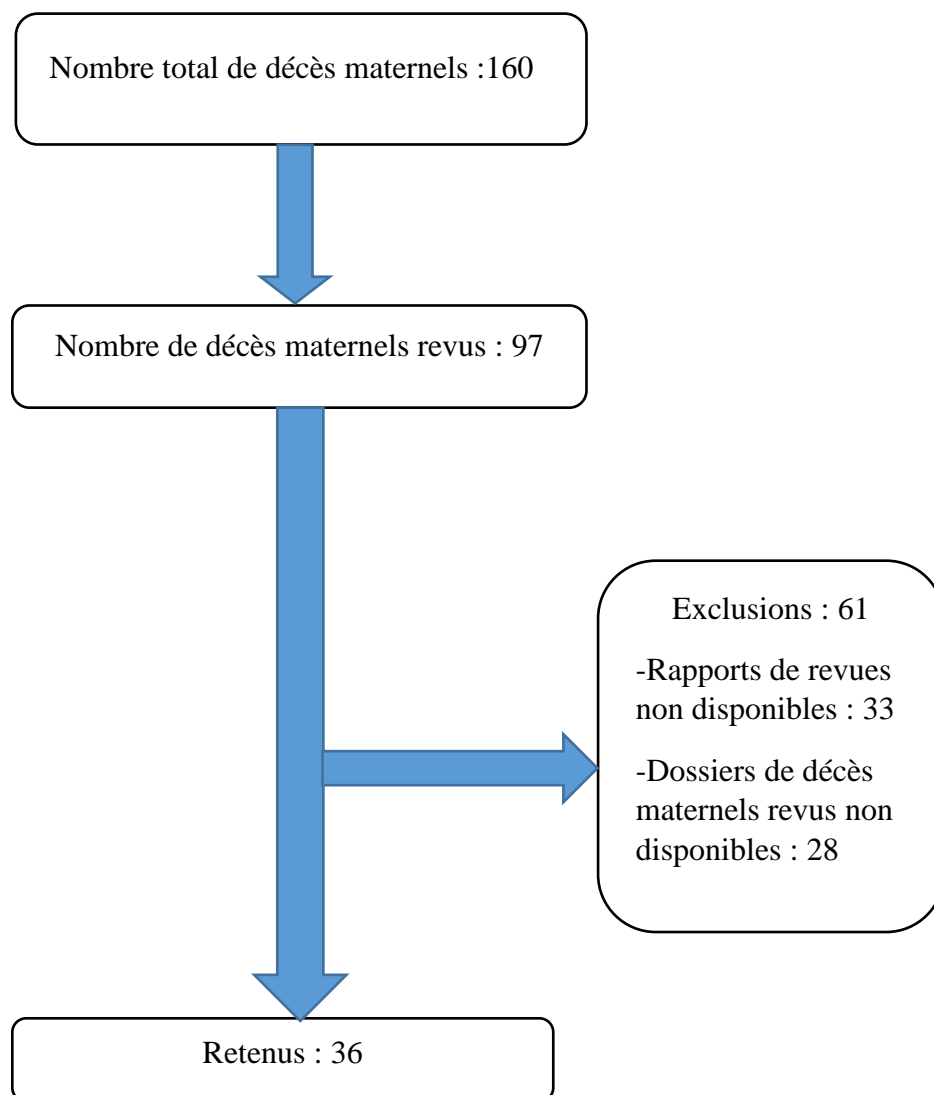 Nombre total de décès maternels :160
Nombre de décès maternels revus : 97
Exclusions : 61
-Rapports de revues
non disponibles : 33
-Dossiers de décès
maternels revus non
disponibles : 28
Retenus : 36